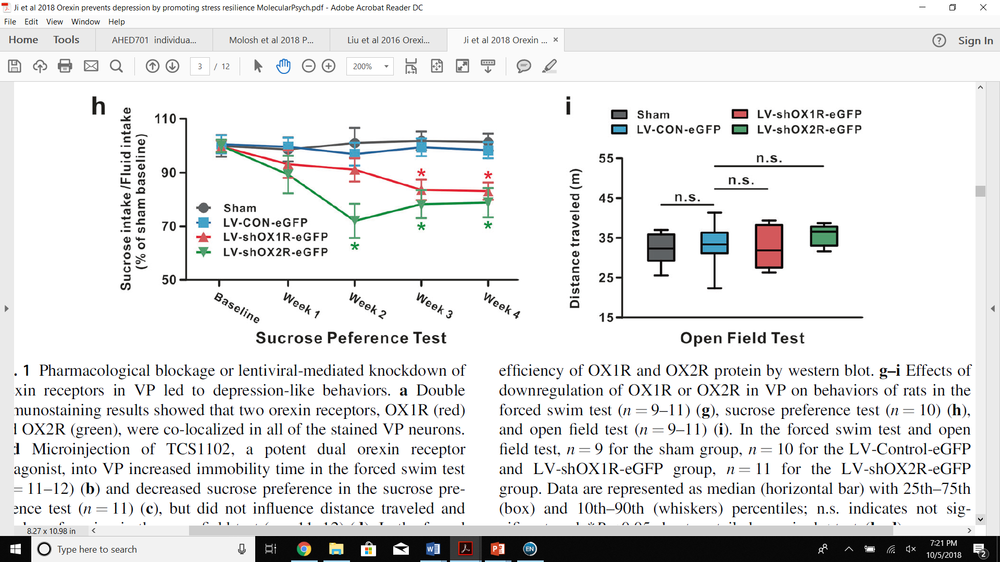 Ji et al 2018 Orexin prevents depression by promoting stress resilience MolecularPsych.pdf - Adobe Acrobat Reader DC
File Edit View Window Help
Home Tools AHED701 individua... Molosh et al 2018 P... Liu et al 2016 Orexi... Ji et al 2018 Orexin ... × ? Sign In
3 / 12 200%
h
Sucrose intake/Fluid intake
(% of sham baseline)
110
90
70
50
* *
* * *
Sham
LV-CON-eGFP
LV-shOX1R-eGFP
LV-shOX2R-eGFP
Baseline Week 1 Week 2 Week 3 Week 4
Sucrose Peference Test
i
Sham LV-shOX1R-eGFP
LV-CON-eGFP LV-shOX2R-eGFP
Distance traveled (m)
55
45
35
25
15
n.s.
n.s.
n.s.
Open Field Test
. 1 Pharmacological blockage or lentiviral-mediated knockdown of
xin receptors in VP led to depression-like behaviors. a Double
munostaining results showed that two orexin receptors, OX1R (red)
d OX2R (green), were co-localized in all of the stained VP neurons.
d Microinjection of TCS1102, a potent dual orexin receptor
agonist, into VP increased immobility time in the forced swim test
= 11–12) (b) and decreased sucrose preference in the sucrose pre-
ence test (n = 11) (c), but did not influence distance traveled and
efficiency of OX1R and OX2R protein by western blot. g–i Effects of
downregulation of OX1R or OX2R in VP on behaviors of rats in the
forced swim test (n = 9–11) (g), sucrose preference test (n = 10) (h),
and open field test (n = 9–11) (i). In the forced swim test and open
field test, n = 9 for the sham group, n = 10 for the LV-Control-eGFP
and LV-shOX1R-eGFP group, n = 11 for the LV-shOX2R-eGFP
group. Data are represented as median (horizontal bar) with 25th–75th
(box) and 10th–90th (whiskers) percentiles; n.s. indicates not sig-
8.27 x 10.98 in
Type here to search
EN
7:21 PM
10/5/2018
2